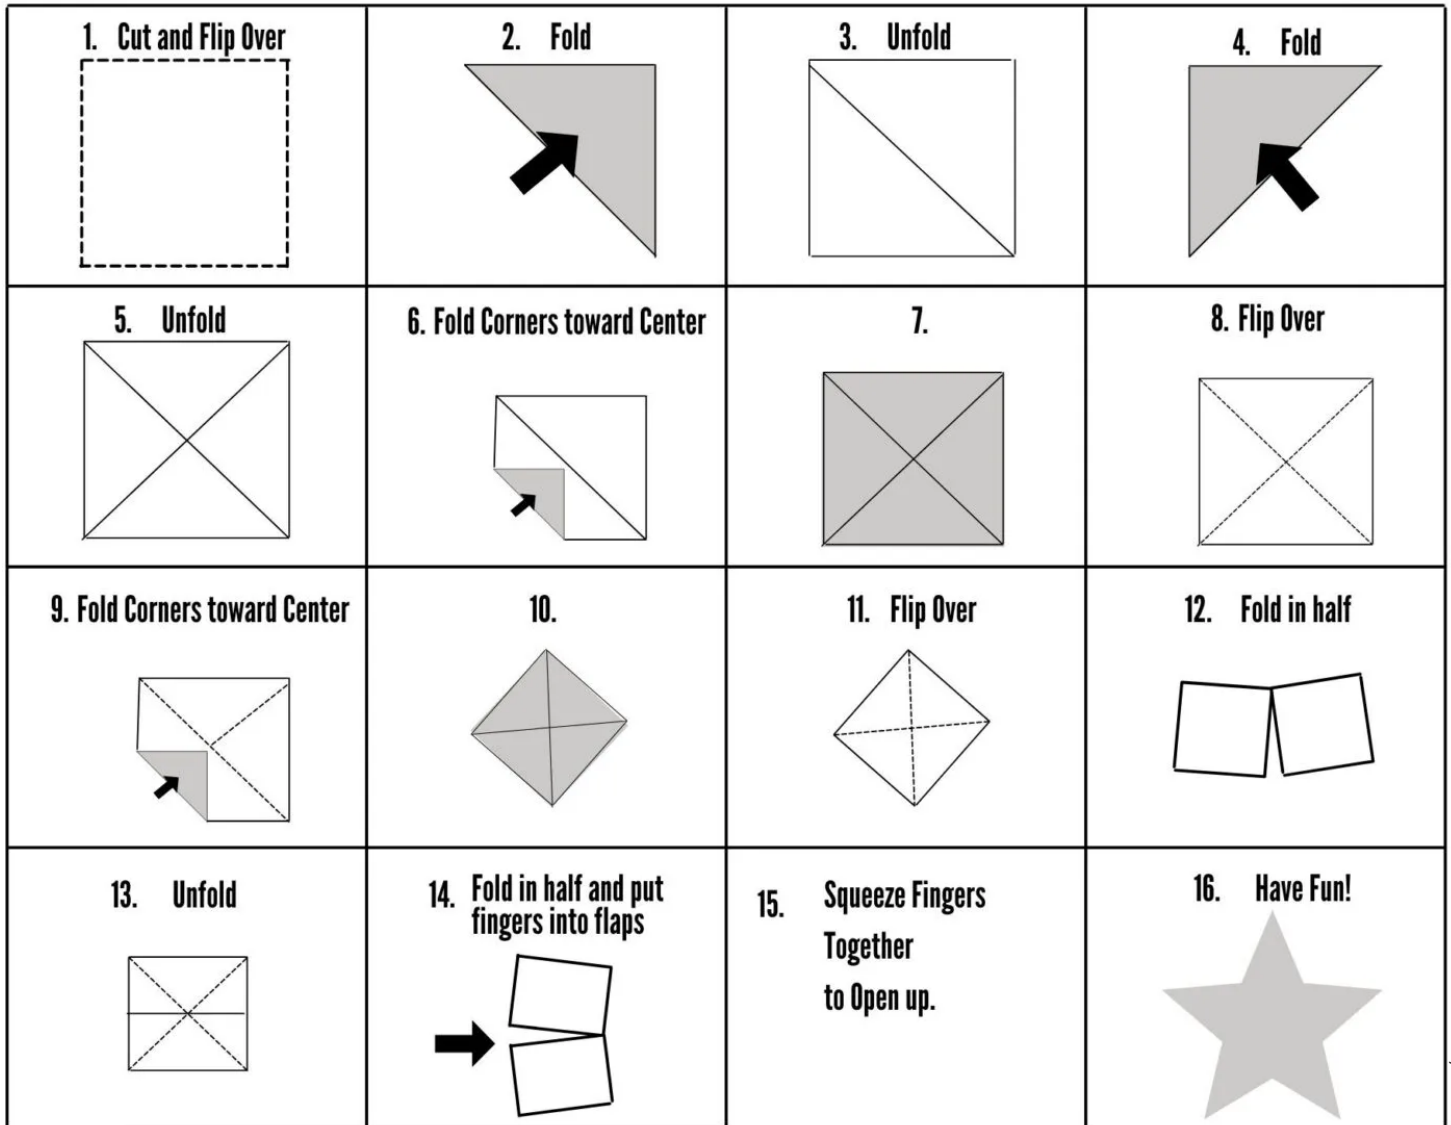 1. Cut and Flip Over
2. Fold
3. Unfold
4. Fold
5. Unfold
6. Fold Corners toward Center
7.
8. Flip Over
9. Fold Corners toward Center
10.
11. Flip Over
12. Fold in half
13. Unfold
14. Fold in half and put
fingers into flaps
15. Squeeze Fingers
Together
to Open up.
16. Have Fun!